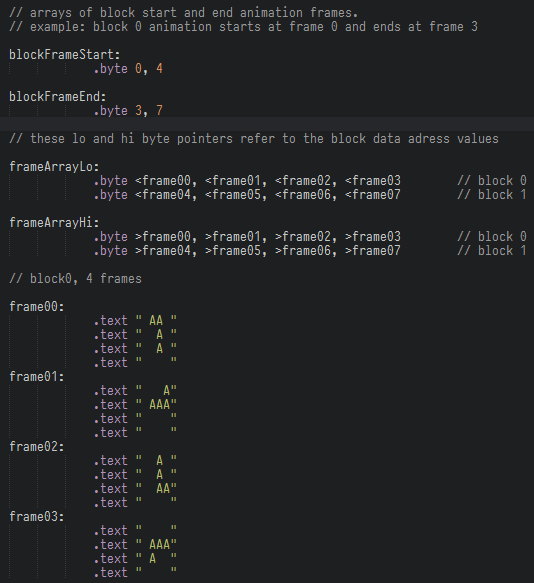 // arrays of block start and end animation frames.
// example: block 0 animation starts at frame 0 and ends at frame 3
blockFrameStart:
.byte 0, 4
blockFrameEnd:
.byte 3, 7
// these lo and hi byte pointers refer to the block data adress values
frameArrayLo:
.byte <frame00, <frame01, <frame02, <frame03 // block 0
.byte <frame04, <frame05, <frame06, <frame07 // block 1
frameArrayHi:
.byte >frame00, >frame01, >frame02, >frame03 // block 0
.byte >frame04, >frame05, >frame06, >frame07 // block 1
// block0, 4 frames
frame00:
.text " AA "
.text "  A "
.text "  A "
.text "    "
frame01:
.text "   A"
.text " AAA"
.text "    "
.text "    "
frame02:
.text "  A "
.text "  A "
.text "  AA"
.text "    "
frame03:
.text "    "
.text " AAA"
.text " A  "
.text "    "